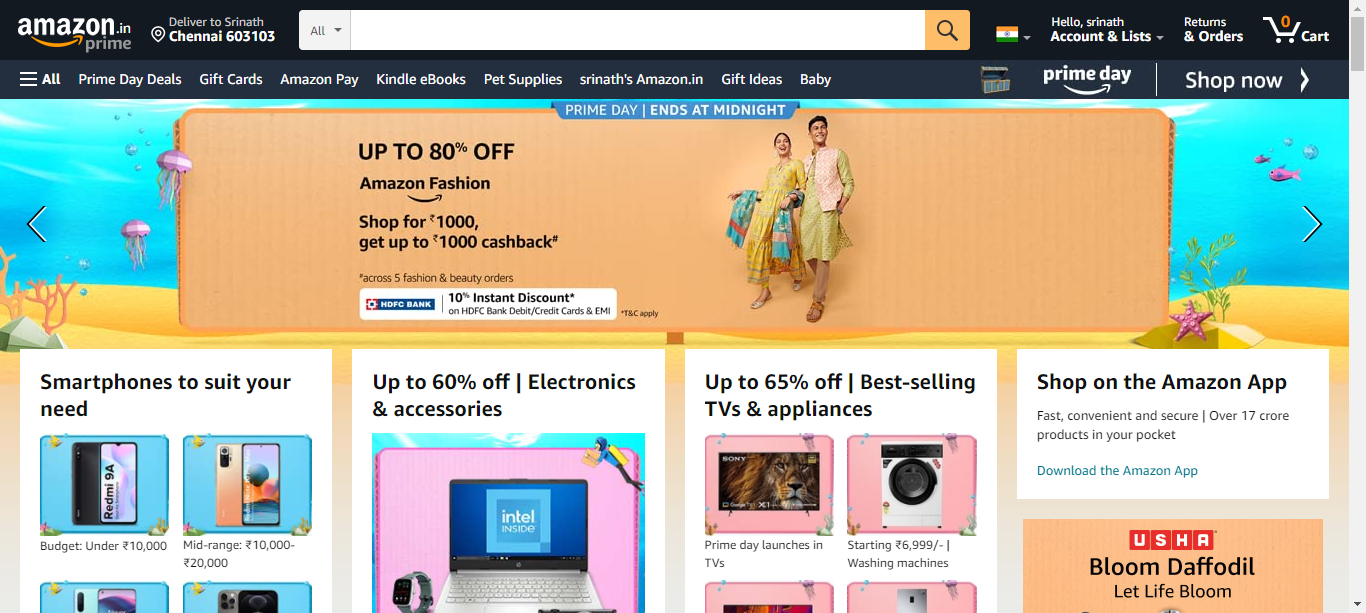 amazon.in
prime
Deliver to Srinath
Chennai 603103
All
Hello, srinath
Account & Lists
Returns
& Orders
0
Cart
All
Prime Day Deals
Gift Cards
Amazon Pay
Kindle eBooks
Pet Supplies
srinath's Amazon.in
Gift Ideas
Baby
prime day
Shop now
PRIME DAY | ENDS AT MIDNIGHT
UP TO 80% OFF
Amazon Fashion
Shop for ₹1000,
get up to ₹1000 cashback#
#across 5 fashion & beauty orders
HDFC BANK
10% Instant Discount*
on HDFC Bank Debit/Credit Cards & EMI
*T&C apply
Smartphones to suit your
need
Redmi 9A
Budget: Under ₹10,000
Mid-range: ₹10,000-
₹20,000
Up to 60% off | Electronics
& accessories
intel
INSIDE
hp
Up to 65% off | Best-selling
TVs & appliances
SONY
Google TV
X1
Prime day launches in
TVs
Starting ₹6,999/- |
Washing machines
Shop on the Amazon App
Fast, convenient and secure | Over 17 crore
products in your pocket
Download the Amazon App
USHA
Bloom Daffodil
Let Life Bloom